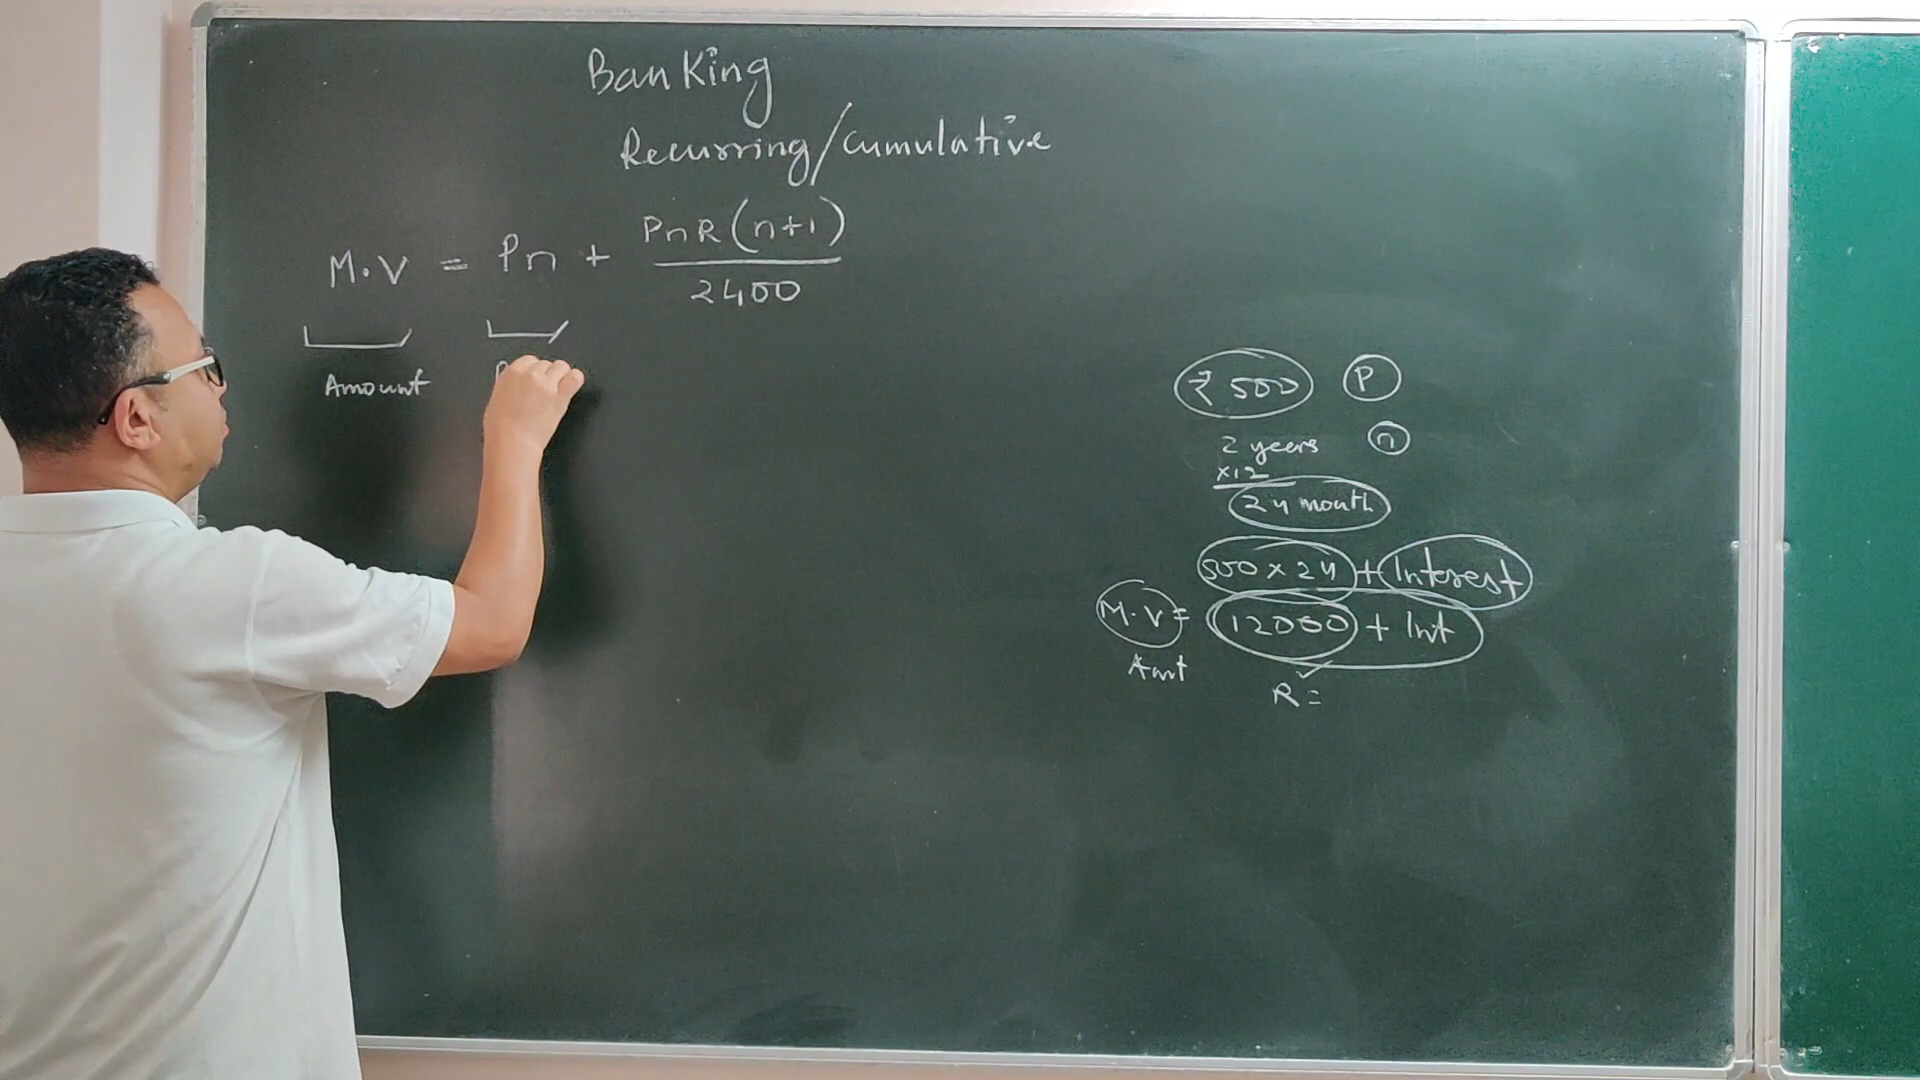 Banking
Recurring/Cumulative
M.V = Pn + PnR(n+1)
2400
Amount P
₹ 500 P
2 years n
×12
24 month
500 × 24 + Interest
M.V = 12000 + Int
Amt
R =